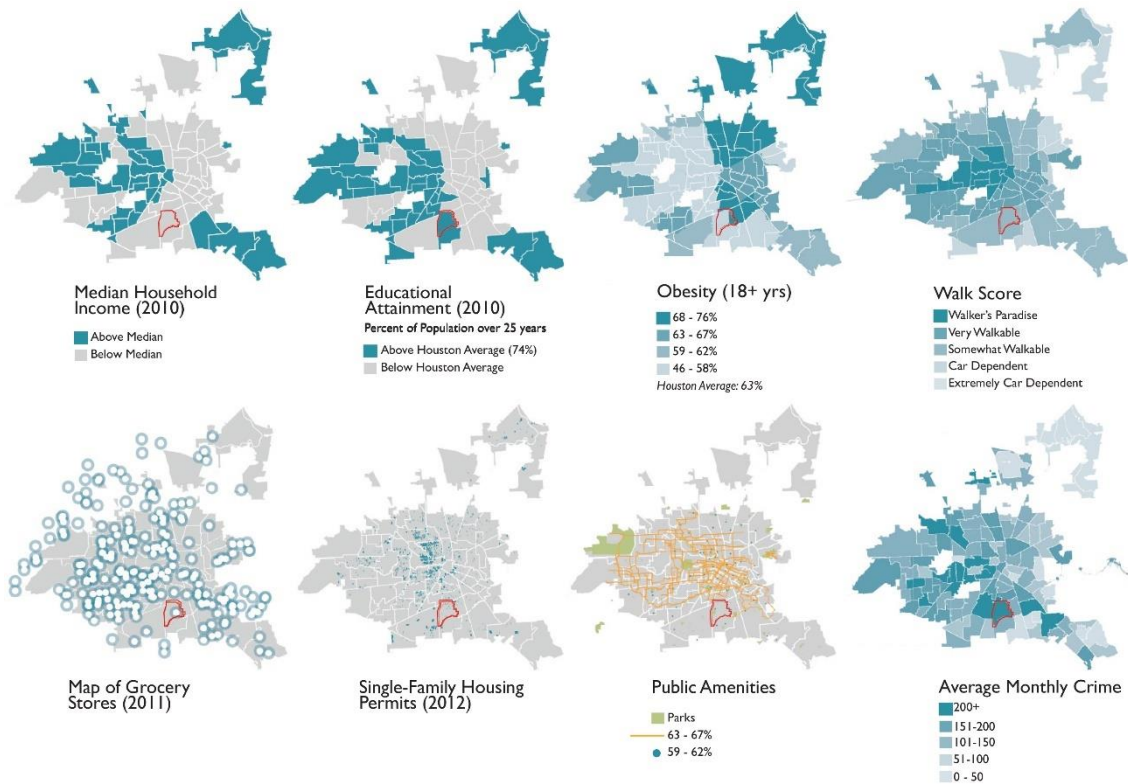 Median Household
Income (2010)
Above Median
Below Median
Educational
Attainment (2010)
Percent of Population over 25 years
Above Houston Average (74%)
Below Houston Average
Obesity (18+ yrs)
68 - 76%
63 - 67%
59 - 62%
46 - 58%
Houston Average: 63%
Walk Score
Walker's Paradise
Very Walkable
Somewhat Walkable
Car Dependent
Extremely Car Dependent
Map of Grocery
Stores (2011)
Single-Family Housing
Permits (2012)
Public Amenities
Parks
63 - 67%
59 - 62%
Average Monthly Crime
200+
151-200
101-150
51-100
0 - 50